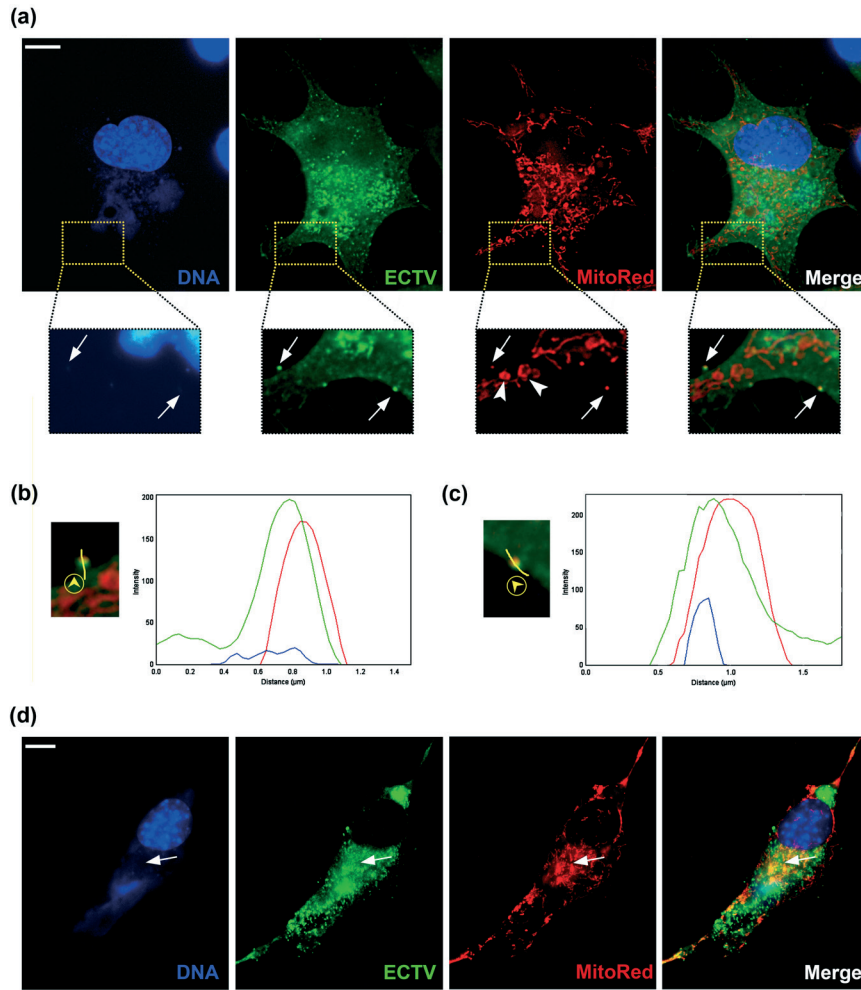 (a)
DNA
ECTV
MitoRed
Merge
(b)
200
150
100
50
0
Intensity
0.0
0.2
0.4
0.6
0.8
1.0
1.2
1.4
Distance (µm)
(c)
200
150
100
50
0
Intensity
0.0
0.5
1.0
1.5
Distance (µm)
(d)
DNA
ECTV
MitoRed
Merge